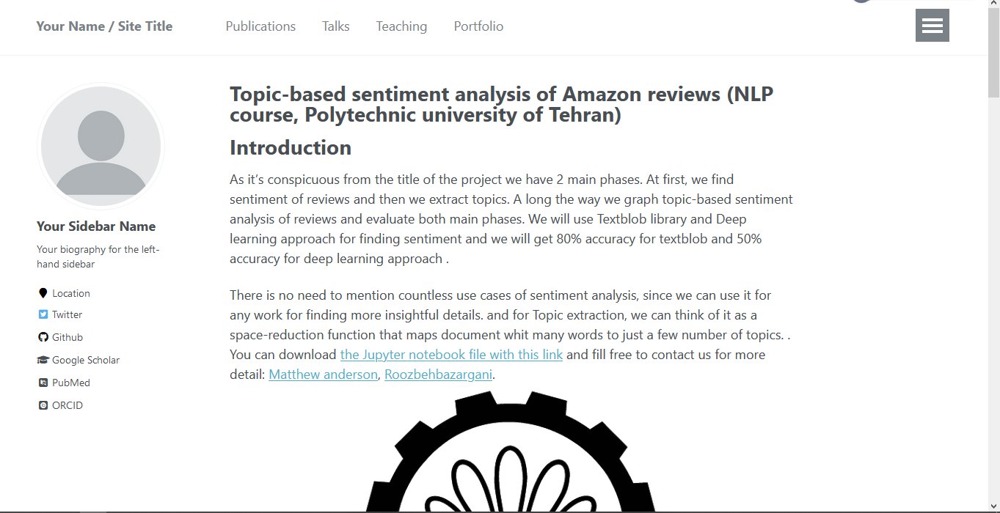 Your Name / Site Title
Publications
Talks
Teaching
Portfolio
Your Sidebar Name
Your biography for the left-
hand sidebar
Location
Twitter
Github
Google Scholar
PubMed
ORCID
Topic-based sentiment analysis of Amazon reviews (NLP
course, Polytechnic university of Tehran)
Introduction
As it’s conspicuous from the title of the project we have 2 main phases. At first, we find
sentiment of reviews and then we extract topics. A long the way we graph topic-based sentiment
analysis of reviews and evaluate both main phases. We will use Textblob library and Deep
learning approach for finding sentiment and we will get 80% accuracy for textblob and 50%
accuracy for deep learning approach .
There is no need to mention countless use cases of sentiment analysis, since we can use it for
any work for finding more insightful details. and for Topic extraction, we can think of it as a
space-reduction function that maps document whit many words to just a few number of topics. .
You can download the Jupyter notebook file with this link and fill free to contact us for more
detail: Matthew anderson, Roozbehbazargani.